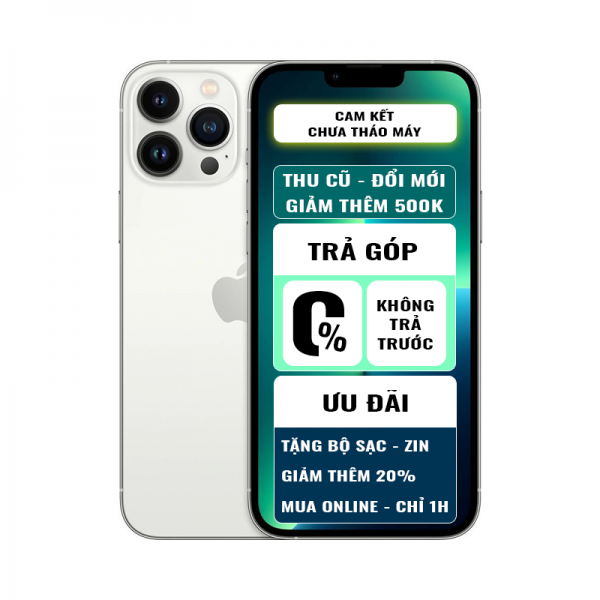 CAM KẾT
CHƯA THÁO MÁY
THU CŨ - ĐỔI MỚI
GIẢM THÊM 500K
TRẢ GÓP
0%
KHÔNG
TRẢ
TRƯỚC
ƯU ĐÃI
TẶNG BỘ SẠC - ZIN
GIẢM THÊM 20%
MUA ONLINE - CHỈ 1H